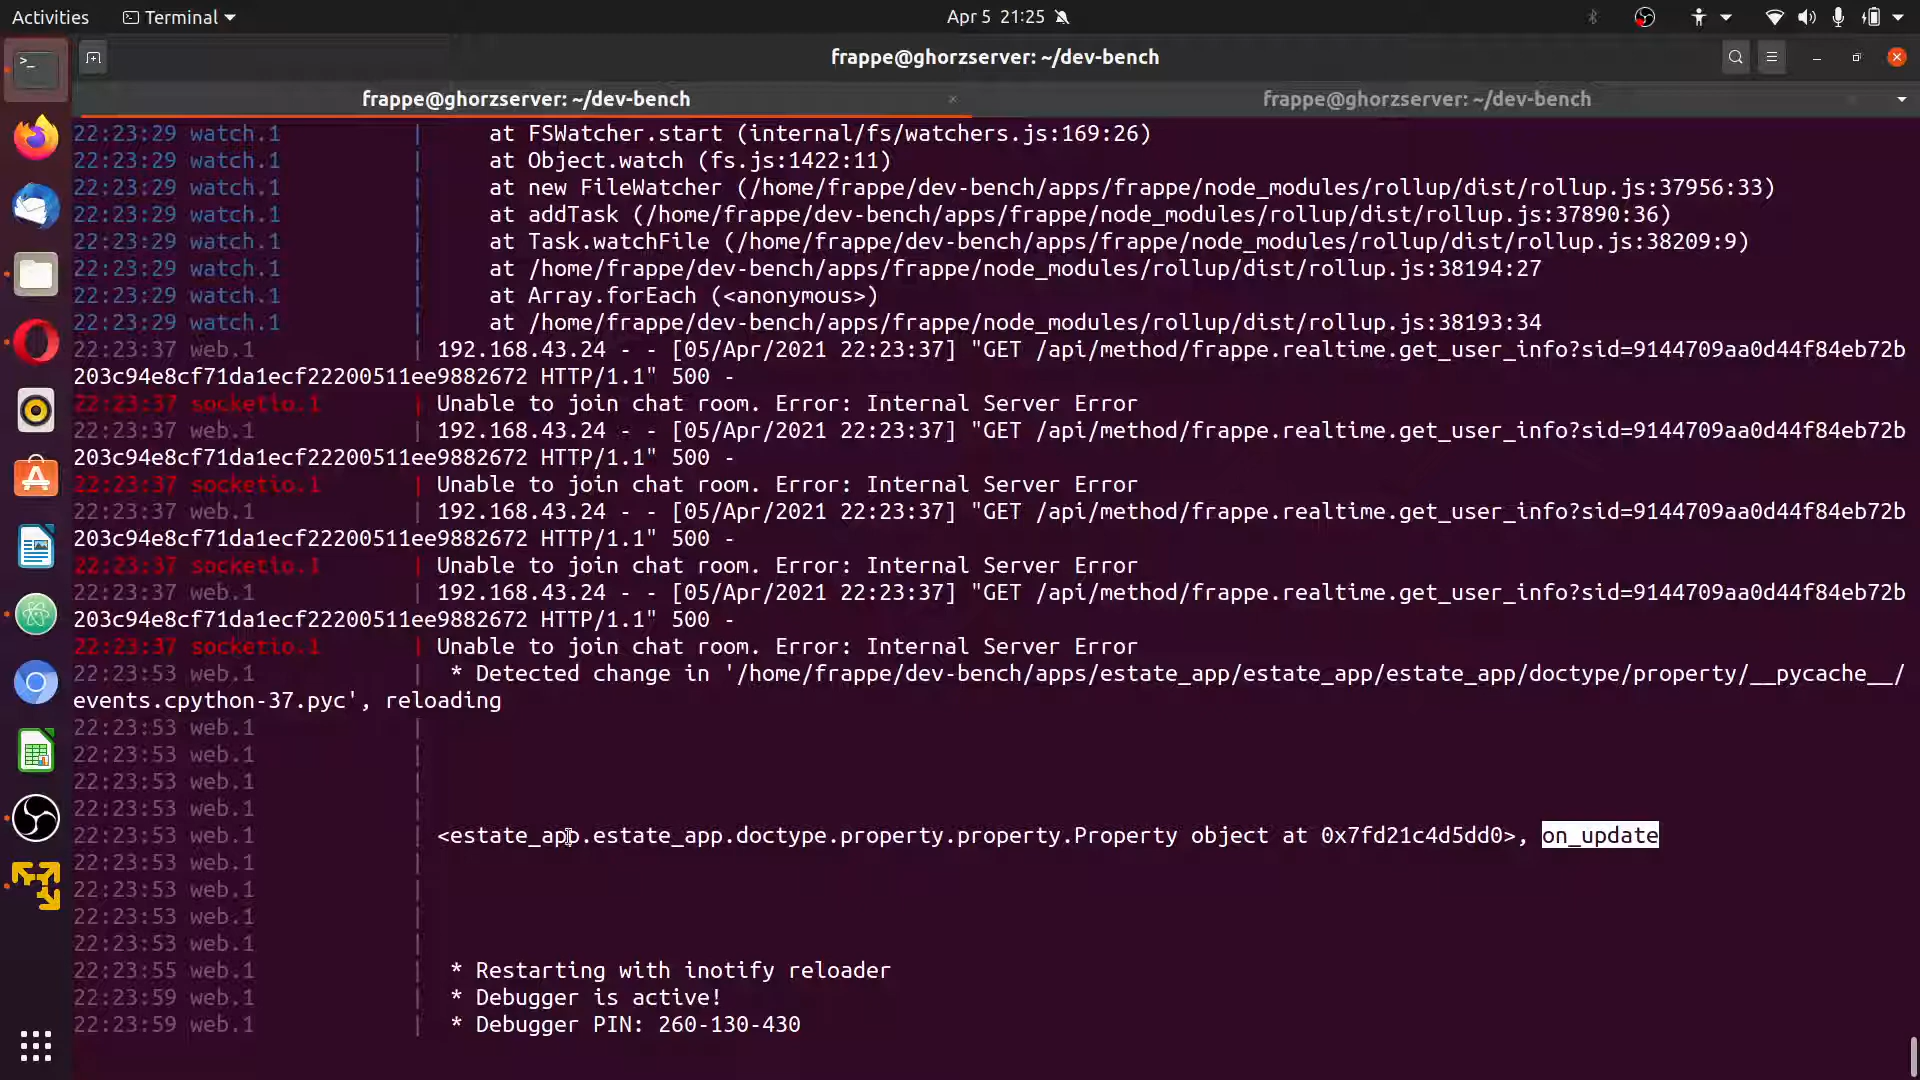 Activities
Terminal
Apr 5 21:25
frappe@ghorzserver: ~/dev-bench
frappe@ghorzserver: ~/dev-bench
frappe@ghorzserver: ~/dev-bench
22:23:29 watch.1 | at FSWatcher.start (internal/fs/watchers.js:169:26)
22:23:29 watch.1 | at Object.watch (fs.js:1422:11)
22:23:29 watch.1 | at new FileWatcher (/home/frappe/dev-bench/apps/frappe/node_modules/rollup/dist/rollup.js:37956:33)
22:23:29 watch.1 | at addTask (/home/frappe/dev-bench/apps/frappe/node_modules/rollup/dist/rollup.js:37890:36)
22:23:29 watch.1 | at Task.watchFile (/home/frappe/dev-bench/apps/frappe/node_modules/rollup/dist/rollup.js:38209:9)
22:23:29 watch.1 | at /home/frappe/dev-bench/apps/frappe/node_modules/rollup/dist/rollup.js:38194:27
22:23:29 watch.1 | at Array.forEach (<anonymous>)
22:23:29 watch.1 | at /home/frappe/dev-bench/apps/frappe/node_modules/rollup/dist/rollup.js:38193:34
22:23:37 web.1 | 192.168.43.24 - - [05/Apr/2021 22:23:37] "GET /api/method/frappe.realtime.get_user_info?sid=9144709aa0d44f84eb72b
203c94e8cf71da1ecf22200511ee9882672 HTTP/1.1" 500 -
22:23:37 socketio.1 | Unable to join chat room. Error: Internal Server Error
22:23:37 web.1 | 192.168.43.24 - - [05/Apr/2021 22:23:37] "GET /api/method/frappe.realtime.get_user_info?sid=9144709aa0d44f84eb72b
203c94e8cf71da1ecf22200511ee9882672 HTTP/1.1" 500 -
22:23:37 socketio.1 | Unable to join chat room. Error: Internal Server Error
22:23:37 web.1 | 192.168.43.24 - - [05/Apr/2021 22:23:37] "GET /api/method/frappe.realtime.get_user_info?sid=9144709aa0d44f84eb72b
203c94e8cf71da1ecf22200511ee9882672 HTTP/1.1" 500 -
22:23:37 socketio.1 | Unable to join chat room. Error: Internal Server Error
22:23:37 web.1 | 192.168.43.24 - - [05/Apr/2021 22:23:37] "GET /api/method/frappe.realtime.get_user_info?sid=9144709aa0d44f84eb72b
203c94e8cf71da1ecf22200511ee9882672 HTTP/1.1" 500 -
22:23:37 socketio.1 | Unable to join chat room. Error: Internal Server Error
22:23:53 web.1 | * Detected change in '/home/frappe/dev-bench/apps/estate_app/estate_app/estate_app/doctype/property/__pycache__/
events.cpython-37.pyc', reloading
22:23:53 web.1 |
22:23:53 web.1 |
22:23:53 web.1 |
22:23:53 web.1 |
22:23:53 web.1 | <estate_app.estate_app.doctype.property.property.Property object at 0x7fd21c4d5dd0>, on_update
22:23:53 web.1 |
22:23:53 web.1 |
22:23:53 web.1 |
22:23:53 web.1 |
22:23:55 web.1 | * Restarting with inotify reloader
22:23:59 web.1 | * Debugger is active!
22:23:59 web.1 | * Debugger PIN: 260-130-430